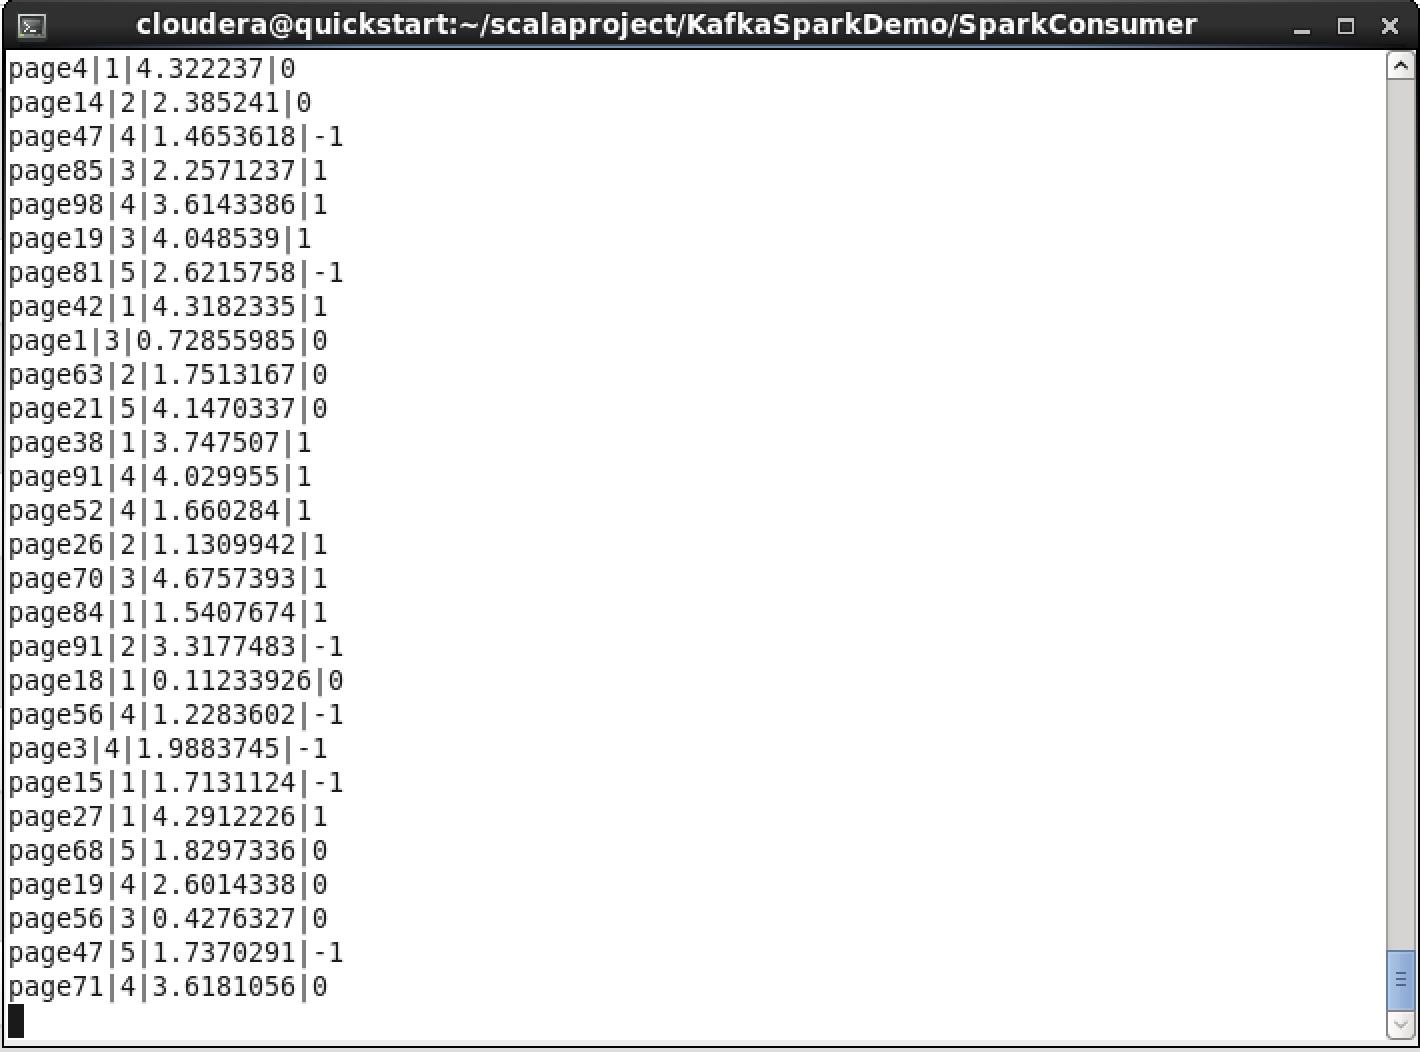 cloudera@quickstart:~/scalaproject/KafkaSparkDemo/SparkConsumer
page4|1|4.322237|0
page14|2|2.385241|0
page47|4|1.4653618|-1
page85|3|2.2571237|1
page98|4|3.6143386|1
page19|3|4.048539|1
page81|5|2.6215758|-1
page42|1|4.3182335|1
page1|3|0.72855985|0
page63|2|1.7513167|0
page21|5|4.1470337|0
page38|1|3.747507|1
page91|4|4.029955|1
page52|4|1.660284|1
page26|2|1.1309942|1
page70|3|4.6757393|1
page84|1|1.5407674|1
page91|2|3.3177483|-1
page18|1|0.11233926|0
page56|4|1.2283602|-1
page3|4|1.9883745|-1
page15|1|1.7131124|-1
page27|1|4.2912226|1
page68|5|1.8297336|0
page19|4|2.6014338|0
page56|3|0.4276327|0
page47|5|1.7370291|-1
page71|4|3.6181056|0